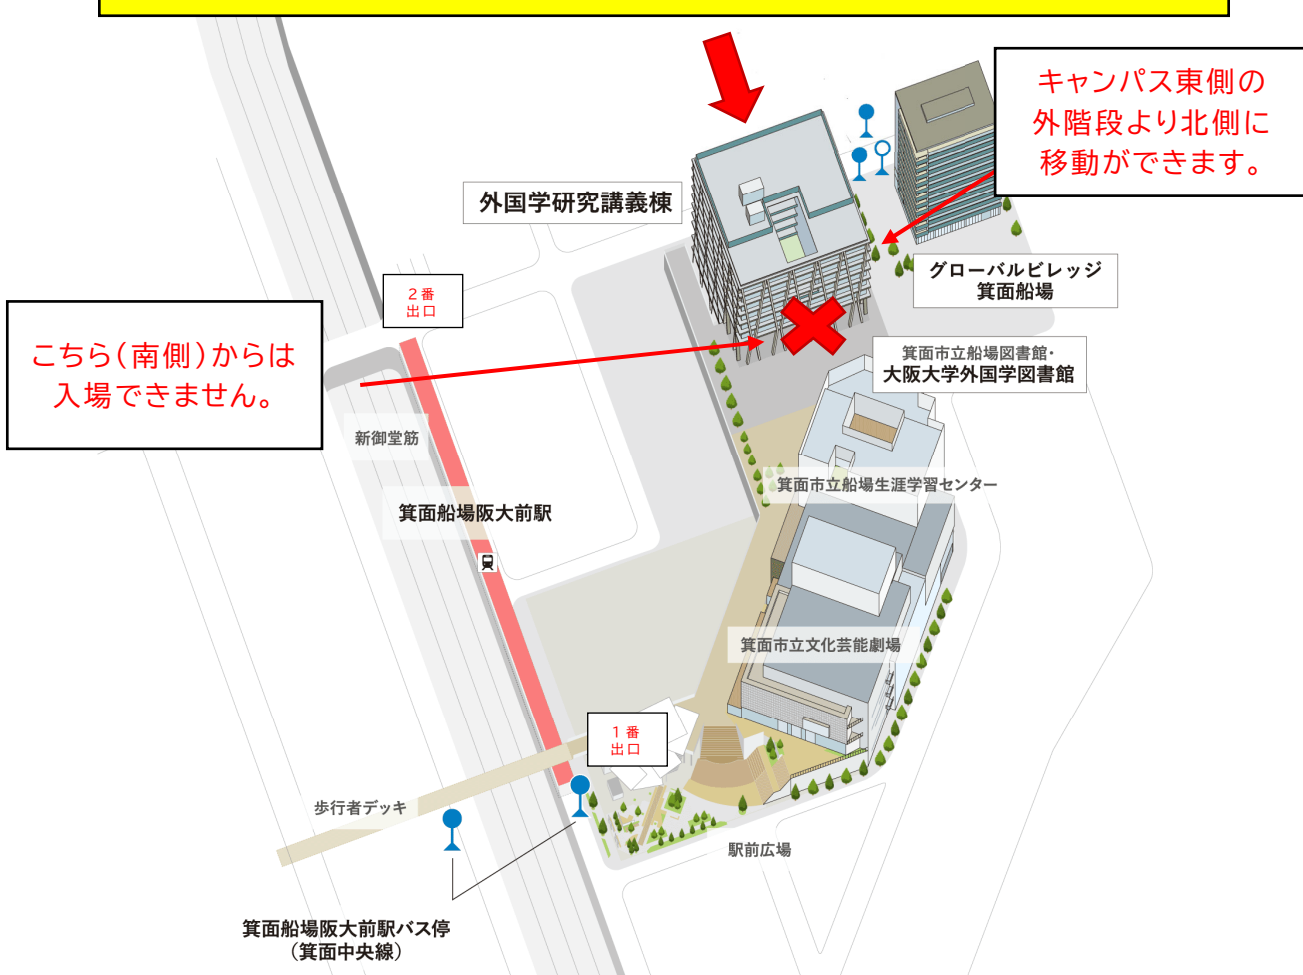 キャンパス東側の
外階段より北側に
移動ができます。
外国学研究講義棟
グローバルビレッジ
箕面船場
2番
出口
こちら(南側)からは
入場できません。
箕面市立船場図書館・
大阪大学外国学図書館
新御堂筋
箕面市立船場生涯学習センター
箕面船場阪大前駅
箕面市立文化芸能劇場
1番
出口
歩行者デッキ
駅前広場
箕面船場阪大前駅バス停
(箕面中央線)